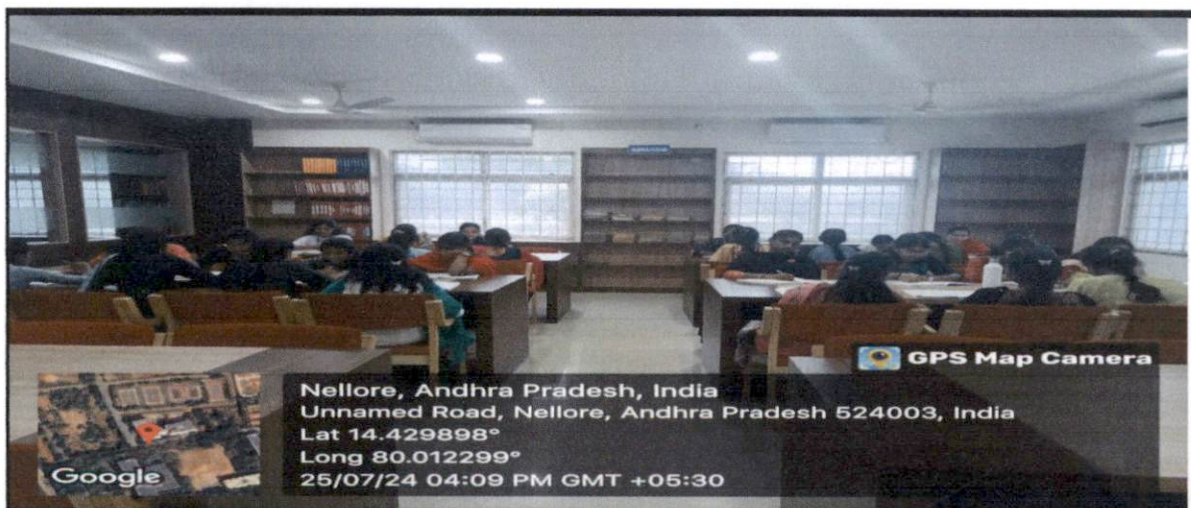 GPS Map Camera
Nellore, Andhra Pradesh, India
Unnamed Road, Nellore, Andhra Pradesh 524003, India
Lat 14.429898°
Long 80.012299°
25/07/24 04:09 PM GMT +05:30
Google